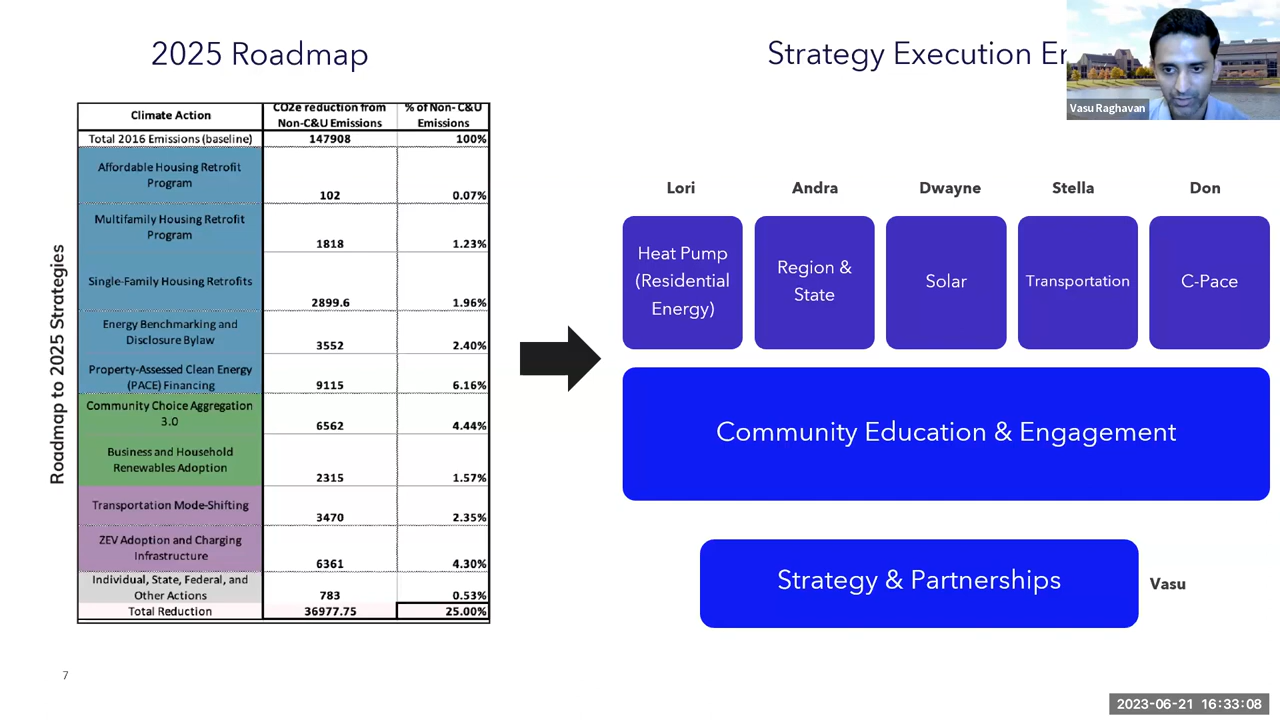 2025 Roadmap
Strategy Execution
Vasu Raghavan
Roadmap to 2025 Strategies
Climate Action
CO2e reduction from
Non-C&U Emissions
% of Non- C&U
Emissions
Total 2016 Emissions (baseline) 147908 100%
Affordable Housing Retrofit
Program
102 0.07%
Multifamily Housing Retrofit
Program
1818 1.23%
Single-Family Housing Retrofits
2899.6 1.96%
Energy Benchmarking and
Disclosure Bylaw
3552 2.40%
Property-Assessed Clean Energy
(PACE) Financing
9115 6.16%
Community Choice Aggregation
3.0
6562 4.44%
Business and Household
Renewables Adoption
2315 1.57%
Transportation Mode-Shifting
3470 2.35%
ZEV Adoption and Charging
Infrastructure
6361 4.30%
Individual, State, Federal, and
Other Actions
783 0.53%
Total Reduction 36977.75 25.00%
Lori Andra Dwayne Stella Don
Heat Pump
(Residential
Energy)
Region &
State
Solar
Transportation
C-Pace
Community Education & Engagement
Strategy & Partnerships
Vasu
7
2023-06-21 16:33:08